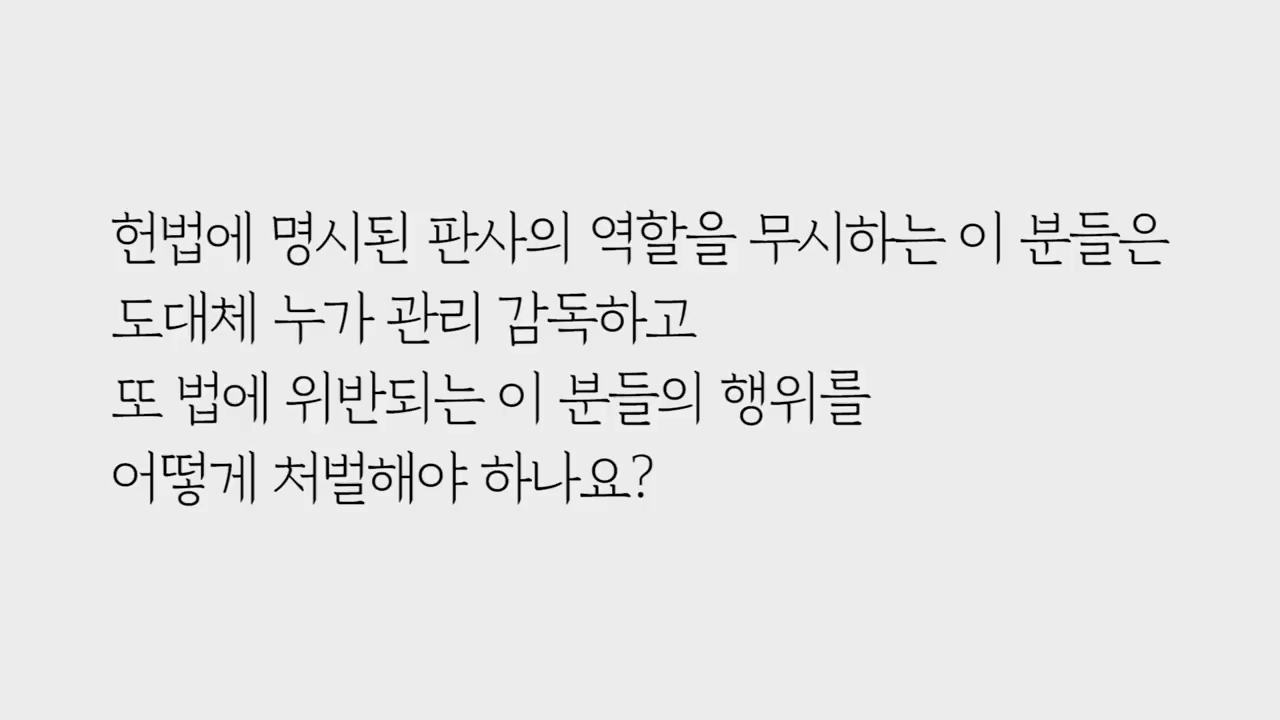 헌법에 명시된 판사의 역할을 무시하는 이 분들은
도대체 누가 관리 감독하고
또 법에 위반되는 이 분들의 행위를
어떻게 처벌해야 하나요?